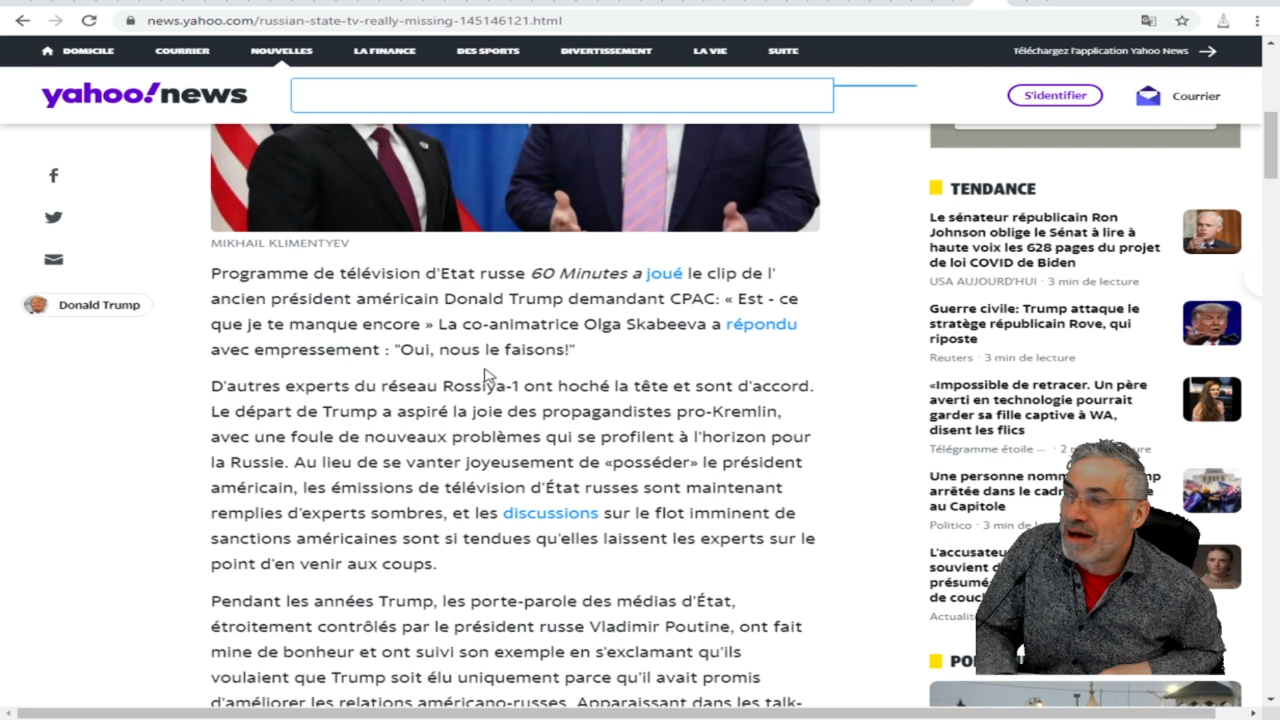 news.yahoo.com/russian-state-tv-really-missing-145146121.html
DOMICILE COURRIER NOUVELLES LA FINANCE DES SPORTS DIVERTISSEMENT LA VIE SUITE Téléchargez l'application Yahoo News
yahoo!news S'identifier Courrier
MIKHAIL KLIMENTYEV
Donald Trump
Programme de télévision d'Etat russe 60 Minutes a joué le clip de l'
ancien président américain Donald Trump demandant CPAC: « Est - ce
que je te manque encore » La co-animatrice Olga Skabeeva a répondu
avec empressement : "Oui, nous le faisons!"
D'autres experts du réseau Rossiya-1 ont hoché la tête et sont d'accord.
Le départ de Trump a aspiré la joie des propagandistes pro-Kremlin,
avec une foule de nouveaux problèmes qui se profilent à l'horizon pour
la Russie. Au lieu de se vanter joyeusement de «posséder» le président
américain, les émissions de télévision d'État russes sont maintenant
remplies d'experts sombres, et les discussions sur le flot imminent de
sanctions américaines sont si tendues qu'elles laissent les experts sur le
point d'en venir aux coups.
Pendant les années Trump, les porte-parole des médias d'État,
étroitement contrôlés par le président russe Vladimir Poutine, ont fait
mine de bonheur et ont suivi son exemple en s'exclamant qu'ils
voulaient que Trump soit élu uniquement parce qu'il avait promis
d'améliorer les relations américano-russes. Apparaissant dans les talk-
TENDANCE
Le sénateur républicain Ron
Johnson oblige le Sénat à lire à
haute voix les 628 pages du projet
de loi COVID de Biden
USA AUJOURD'HUI · 3 min de lecture
Guerre civile: Trump attaque le
stratège républicain Rove, qui
riposte
Reuters · 3 min de lecture
«Impossible de retracer. Un père
averti en technologie pourrait
garder sa fille captive à WA,
disent les flics
Télégramme étoile ··· · 2
Une personne
arrêtée dans le
au Capitole
Politico · 3 min de
souvient